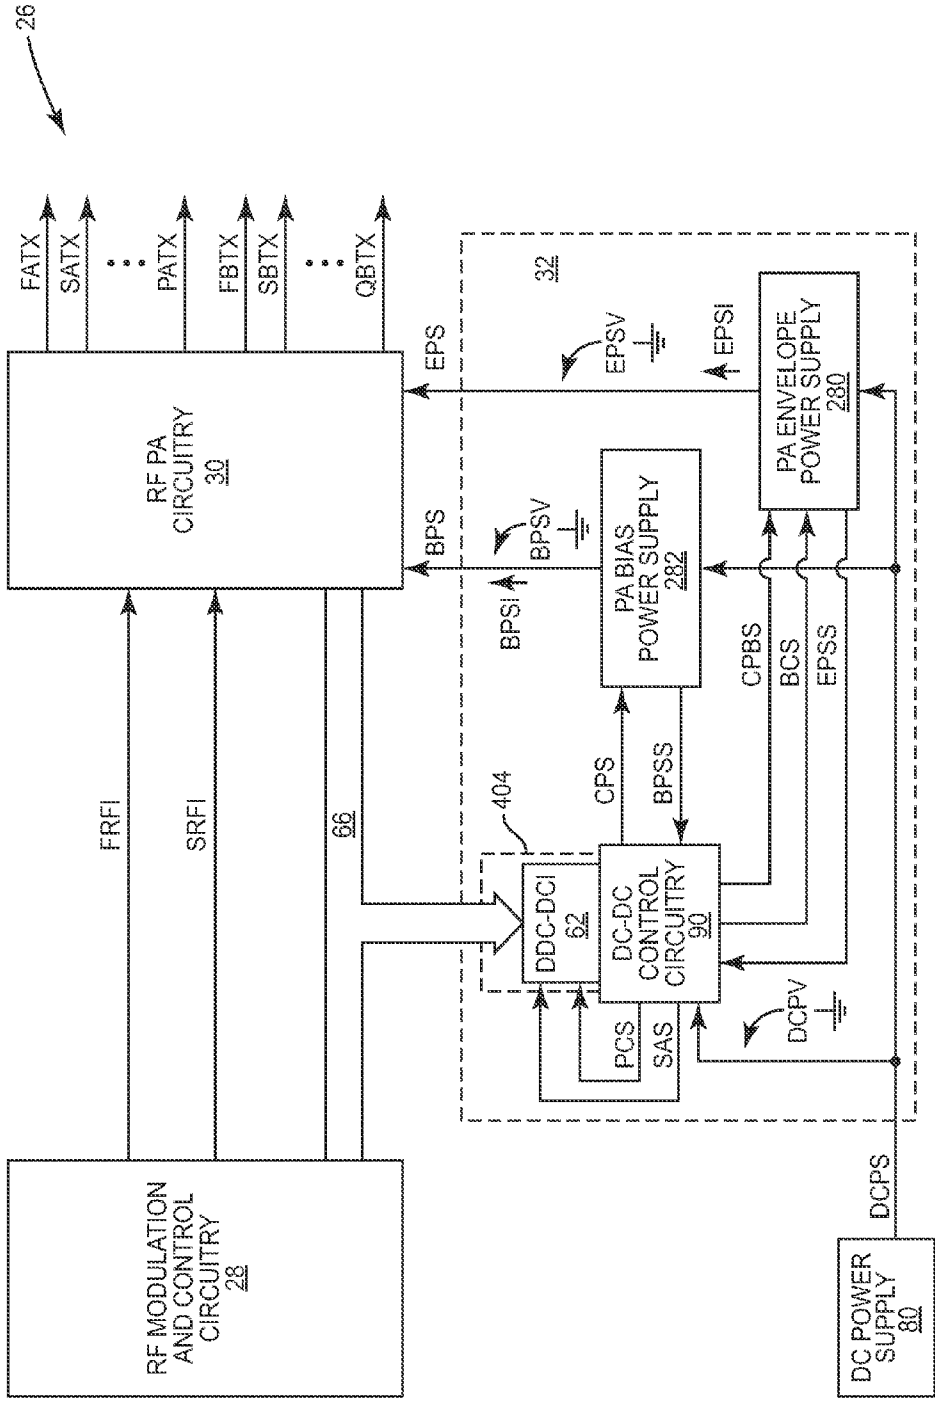 26
FATX
SATX
PATX
FBTX
SBTX
QBTX
RF PA
CIRCUITRY
30
EPS
BPS
32
EPSV
EPSI
BPSV
BPSI
PA ENVELOPE
POWER SUPPLY
280
PA BIAS
POWER SUPPLY
282
FRFI
SRFI
66
CPBS
BCS
EPSS
CPS
BPSS
404
DDC-DCI
62
DC-DC
CONTROL
CIRCUITRY
90
PCS
SAS
DCPV
RF MODULATION
AND CONTROL
CIRCUITRY
28
DCPS
DC POWER
SUPPLY
80